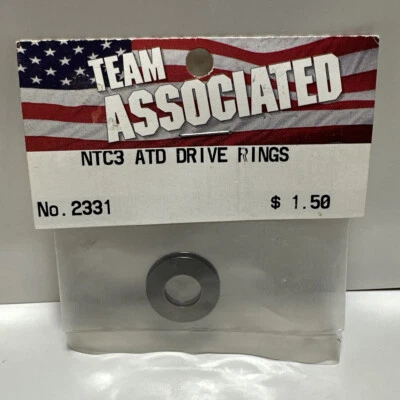 TEAM
ASSOCIATED
NTC3 ATD DRIVE RINGS
No.2331 $ 1.50